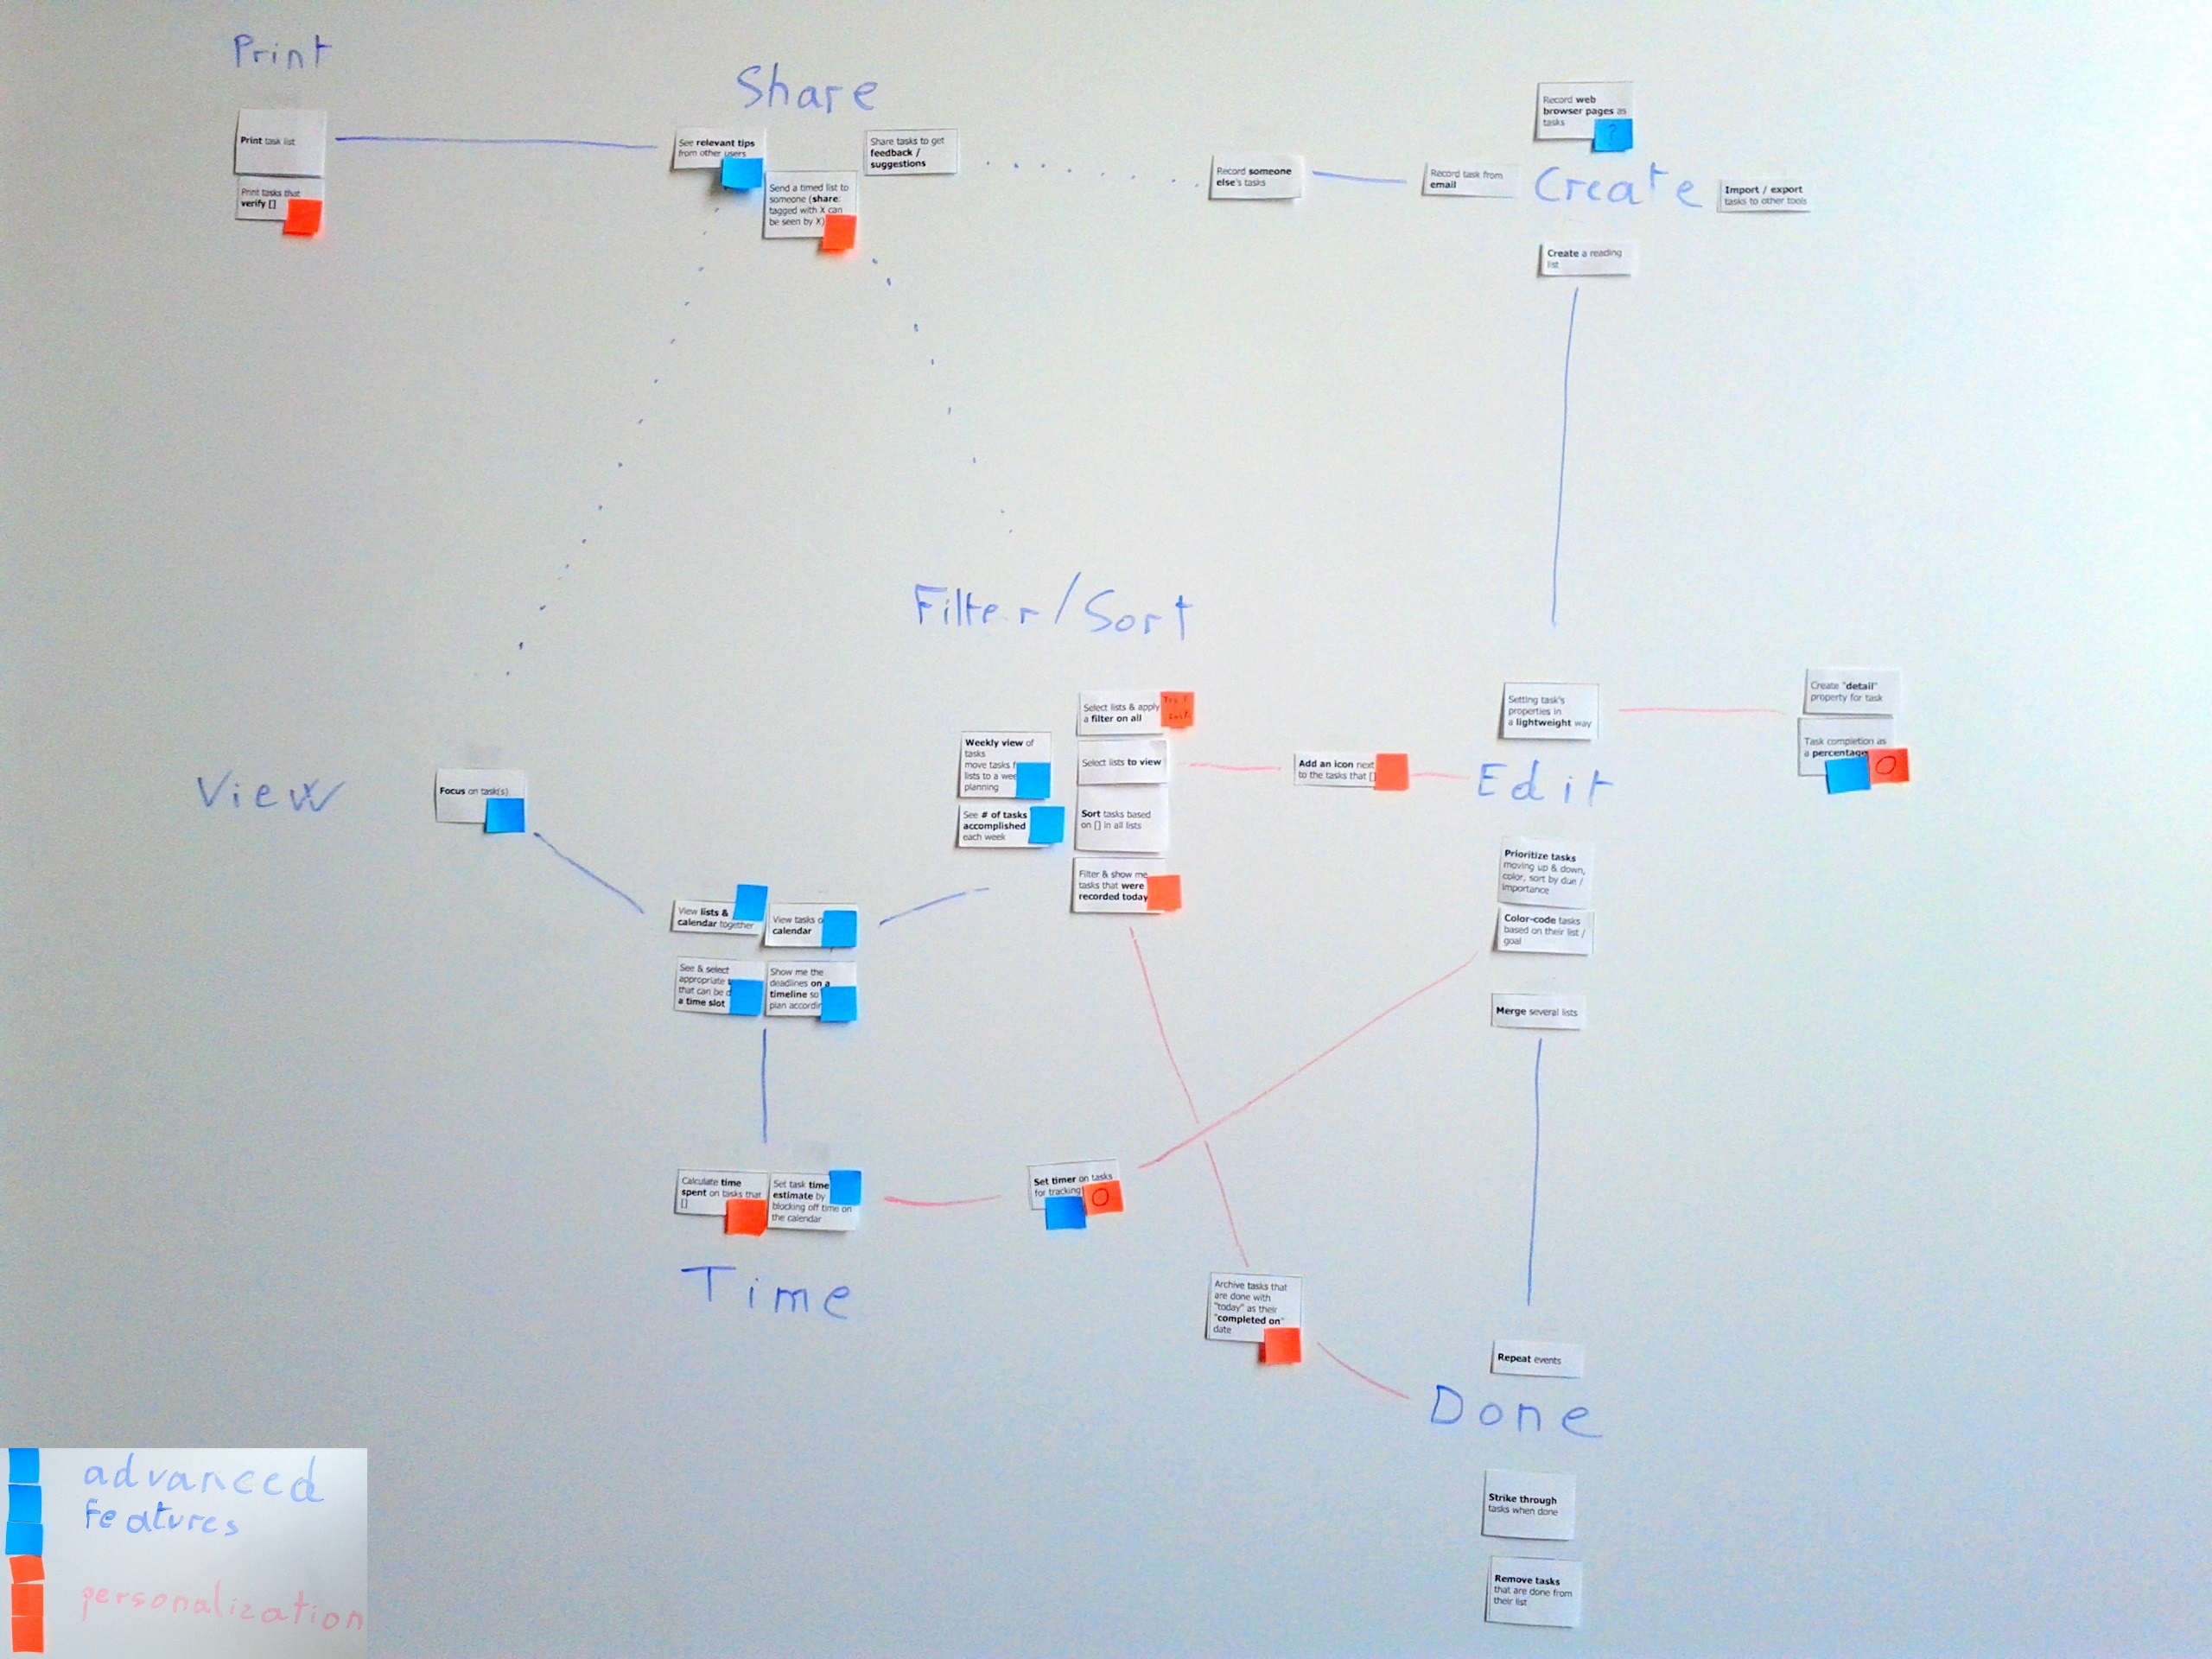 Print
Print task list
Print tasks that
verify []
Share
See relevant tips
from other users
Share tasks to get
feedback /
suggestions
Send a timed list to
someone (share:
tagged with X can
be seen by X)
Record someone
else's tasks
Record task from
email
Record web
browser pages as
tasks
?
Create
Import / export
tasks to other tools
Create a reading
list
Filter/Sort
Select lists & apply
a filter on all
Weekly view of
tasks
move tasks
lists to a
planning
See # of tasks
accomplished
each week
Select lists to view
Sort tasks based
on [] in all lists
Filter & show me
tasks that were
recorded today
Add an icon next
to the tasks that []
Setting task's
properties in
a lightweight way
Edit
Create "detail"
property for task
Task completion as
a percentage
O
Prioritize tasks
moving up & down,
color, sort by due /
importance
Color-code tasks
based on their list /
goal
Merge several lists
View
Focus on task(s)
View lists &
calendar together
View tasks
calendar
See & select
appropriate
that can be
a time slot
Show me the
deadlines on a
timeline so
plan
Calculate time
spent on tasks that
[]
Set task time
estimate by
blocking off time on
the calendar
Time
Set timer on tasks
for tracking
O
Archive tasks that
are done with
"today" as their
"completed on"
date
Repeat events
Done
Strike through
tasks when done
Remove tasks
that are done from
their list
advanced
features
personalization